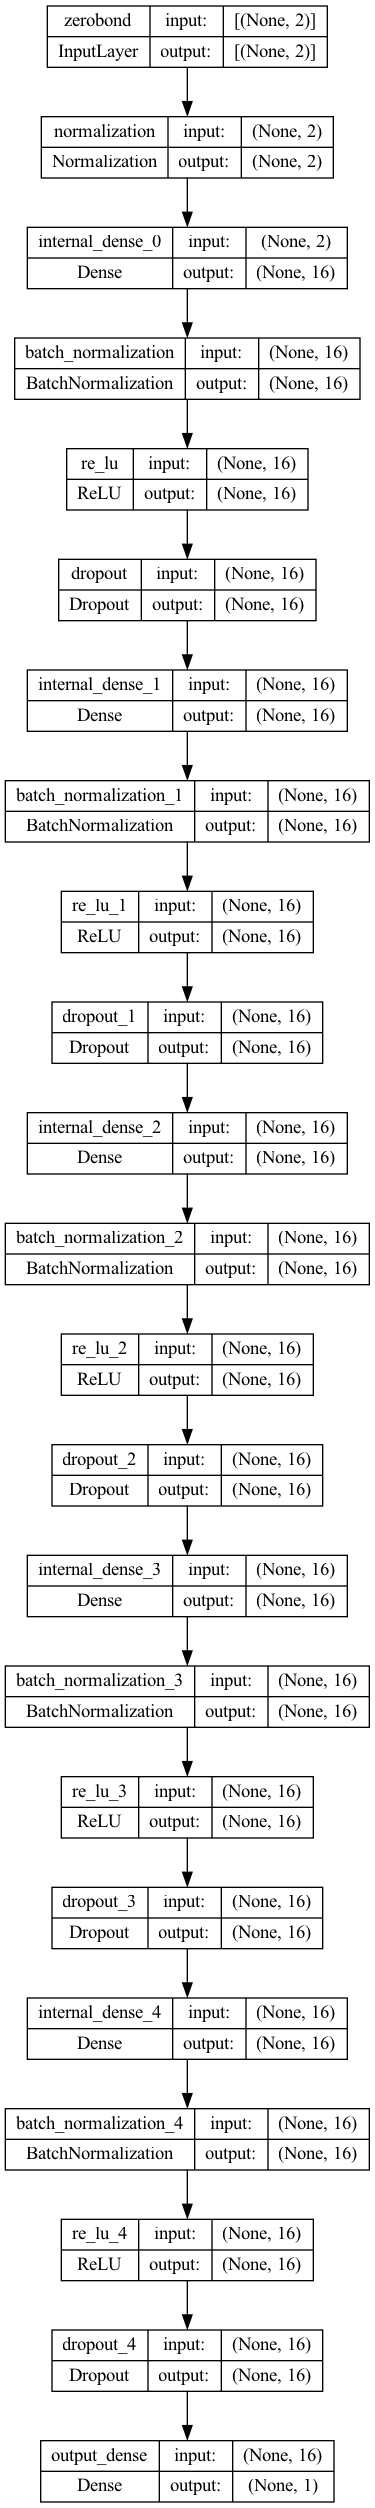 zerobond input: [(None, 2)]
InputLayer output: [(None, 2)]
normalization input: (None, 2)
Normalization output: (None, 2)
internal_dense_0 input: (None, 2)
Dense output: (None, 16)
batch_normalization input: (None, 16)
BatchNormalization output: (None, 16)
re_lu input: (None, 16)
ReLU output: (None, 16)
dropout input: (None, 16)
Dropout output: (None, 16)
internal_dense_1 input: (None, 16)
Dense output: (None, 16)
batch_normalization_1 input: (None, 16)
BatchNormalization output: (None, 16)
re_lu_1 input: (None, 16)
ReLU output: (None, 16)
dropout_1 input: (None, 16)
Dropout output: (None, 16)
internal_dense_2 input: (None, 16)
Dense output: (None, 16)
batch_normalization_2 input: (None, 16)
BatchNormalization output: (None, 16)
re_lu_2 input: (None, 16)
ReLU output: (None, 16)
dropout_2 input: (None, 16)
Dropout output: (None, 16)
internal_dense_3 input: (None, 16)
Dense output: (None, 16)
batch_normalization_3 input: (None, 16)
BatchNormalization output: (None, 16)
re_lu_3 input: (None, 16)
ReLU output: (None, 16)
dropout_3 input: (None, 16)
Dropout output: (None, 16)
internal_dense_4 input: (None, 16)
Dense output: (None, 16)
batch_normalization_4 input: (None, 16)
BatchNormalization output: (None, 16)
re_lu_4 input: (None, 16)
ReLU output: (None, 16)
dropout_4 input: (None, 16)
Dropout output: (None, 16)
output_dense input: (None, 16)
Dense output: (None, 1)